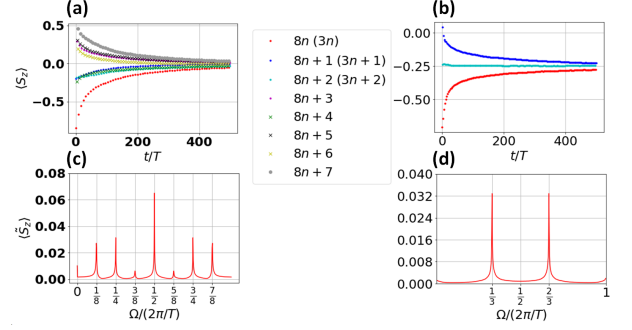 (a)
0.5
0.0
−0.5
⟨S_z⟩
0 200 400
t/T
8n (3n)
8n + 1 (3n + 1)
8n + 2 (3n + 2)
8n + 3
8n + 4
8n + 5
8n + 6
8n + 7
(b)
0.00
−0.25
−0.50
0 200 400
t/T
(c)
0.08
0.06
0.04
0.02
0.00
⟨S̃_z⟩
0 1/8 1/4 3/8 1/2 5/8 3/4 7/8
Ω/(2π/T)
(d)
0.040
0.032
0.024
0.016
0.008
0.000
1/3 1/2 2/3 1
Ω/(2π/T)